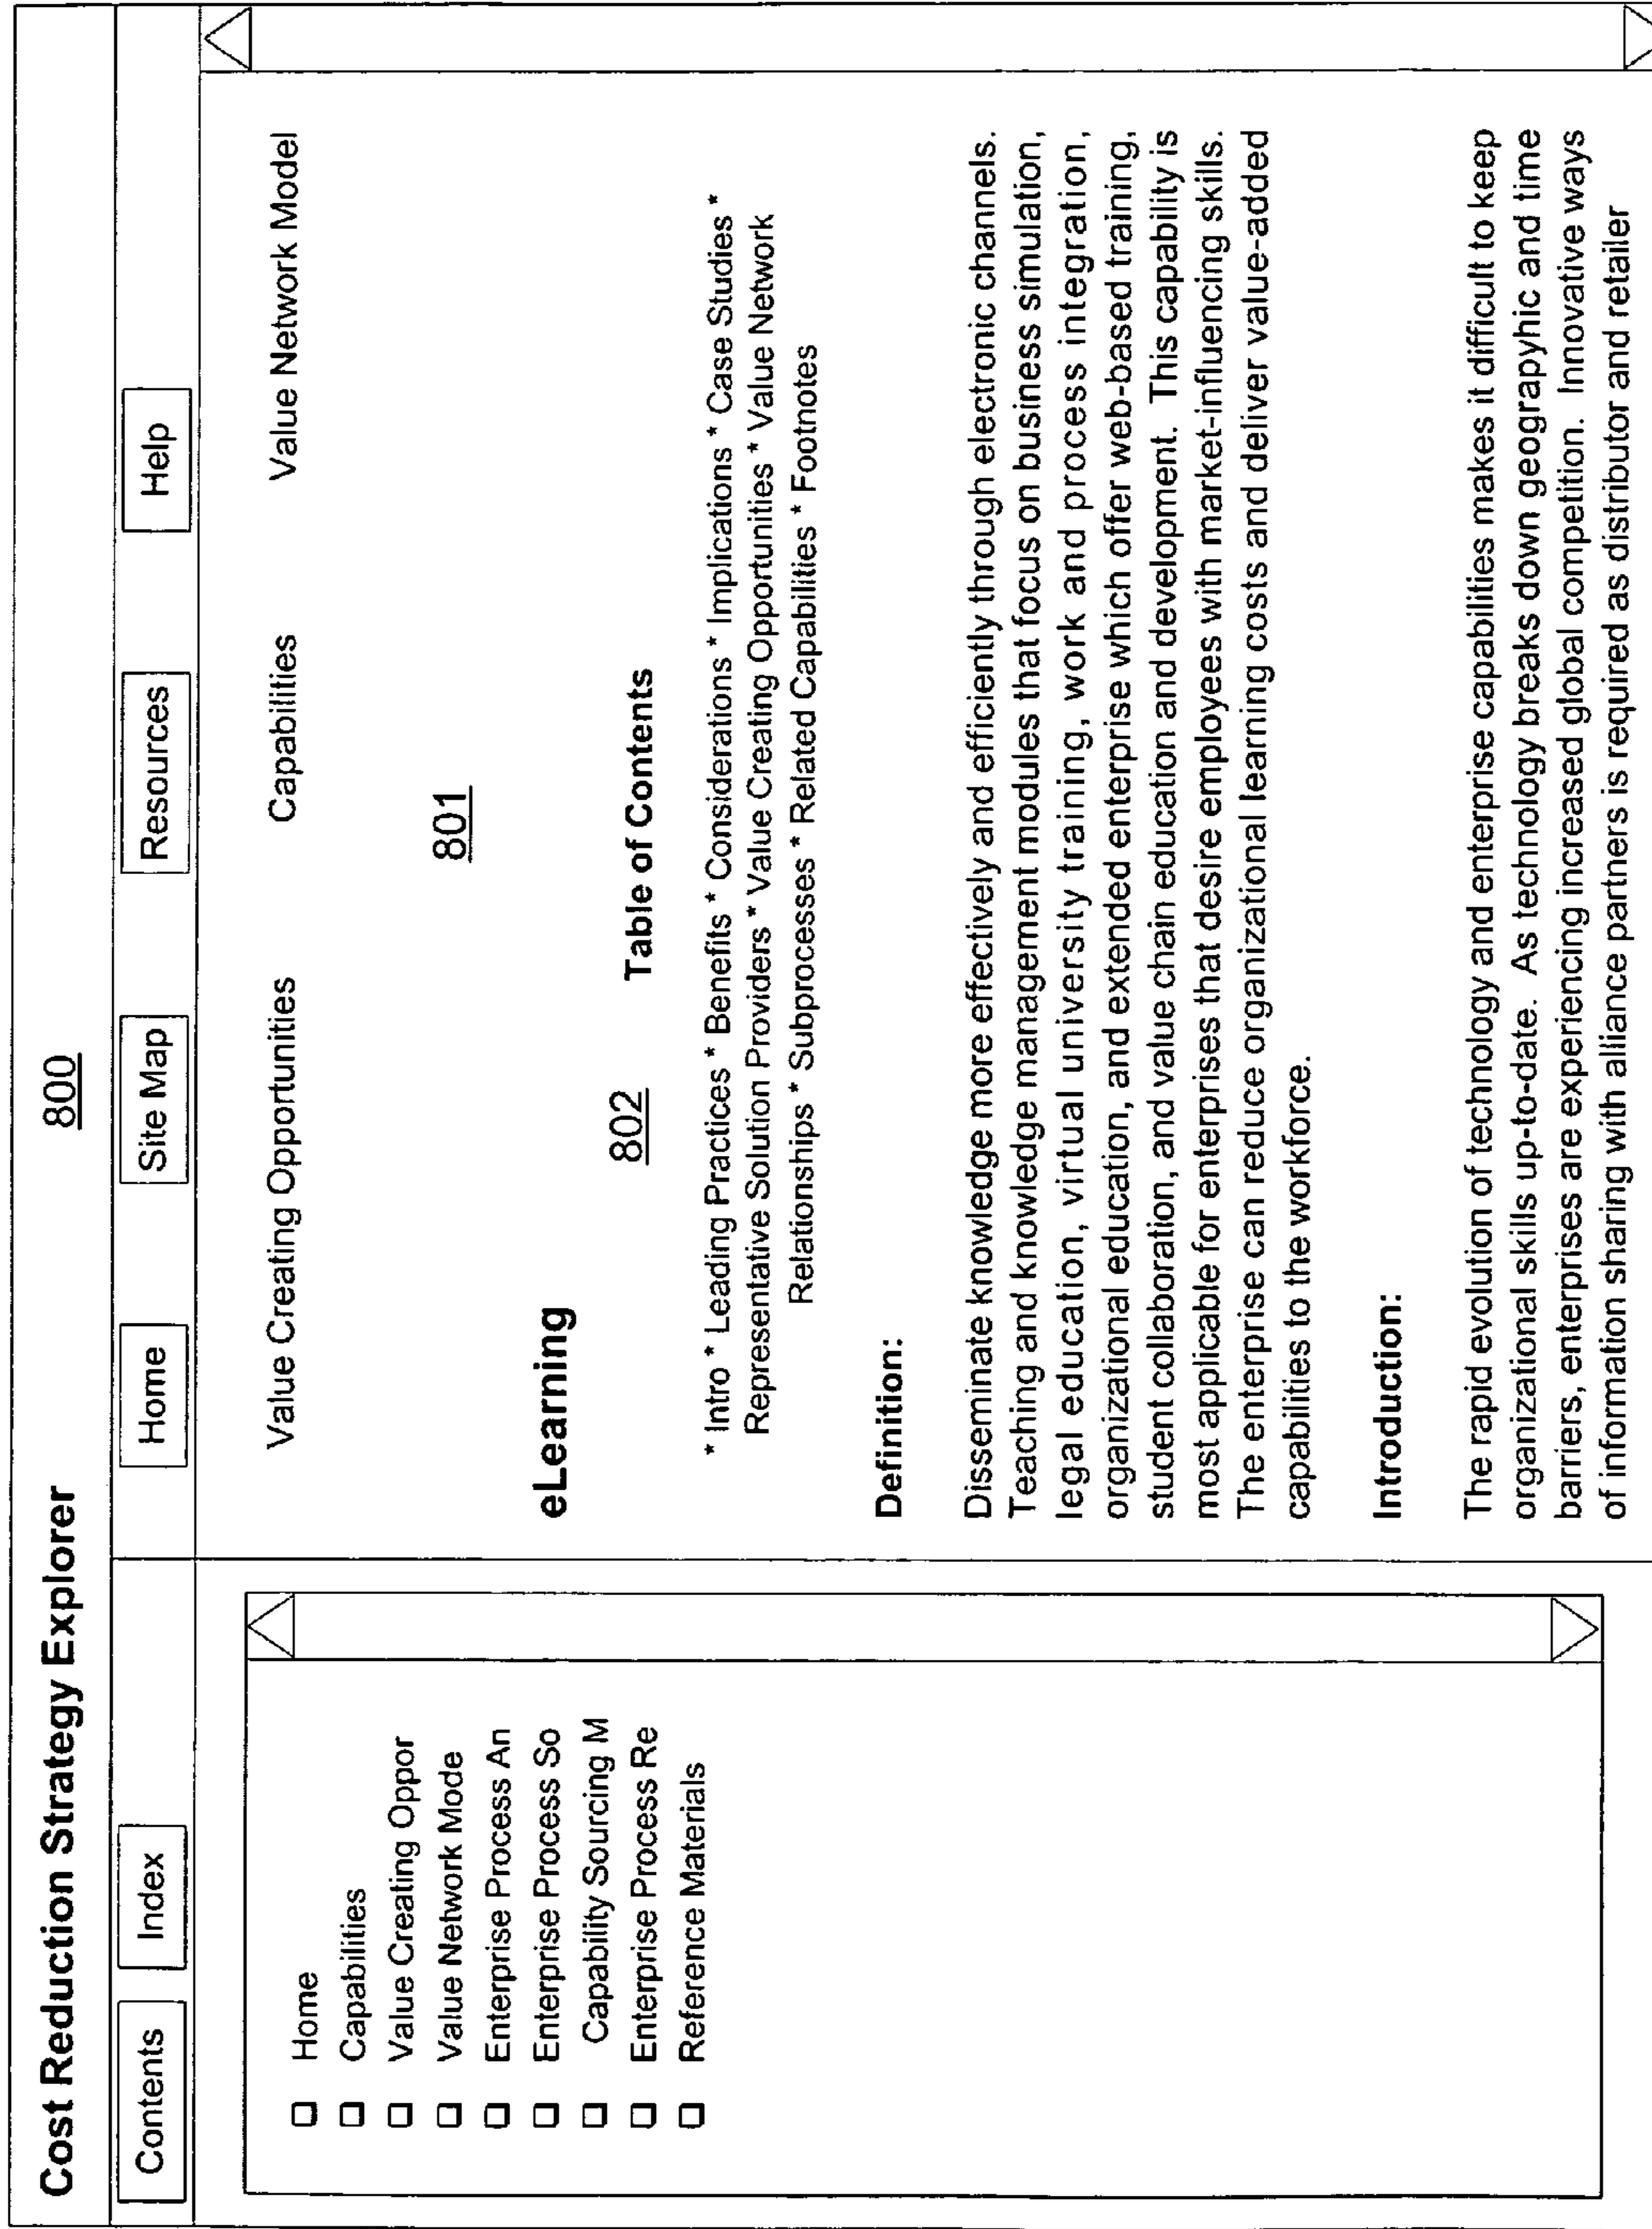 Cost Reduction Strategy Explorer
800
Contents
Index
Home
Site Map
Resources
Help
Home
Capabilities
Value Creating Oppor
Value Network Mode
Enterprise Process An
Enterprise Process So
Capability Sourcing M
Enterprise Process Re
Reference Materials
Value Creating Opportunities
Capabilities
Value Network Model
801
eLearning
802
Table of Contents
* Intro * Leading Practices * Benefits * Considerations * Implications * Case Studies *
Representative Solution Providers * Value Creating Opportunities * Value Network
Relationships * Subprocesses * Related Capabilities * Footnotes
Definition:
Disseminate knowledge more effectively and efficiently through electronic channels.
Teaching and knowledge management modules that focus on business simulation,
legal education, virtual university training, work and process integration,
organizational education, and extended enterprise which offer web-based training,
student collaboration, and value chain education and development. This capability is
most applicable for enterprises that desire employes with market-influencing skills.
The enterprise can reduce organizational learning costs and deliver value-added
capabilities to the workforce.
Introduction:
The rapid evolution of technology and enterprise capabilities makes it difficult to keep
organizational skills up-to-date. As technology breaks down geograpyhic and time
barriers, enterprises are experiencing increased global competition. Innovative ways
of information sharing with alliance partners is required as distributor and retailer